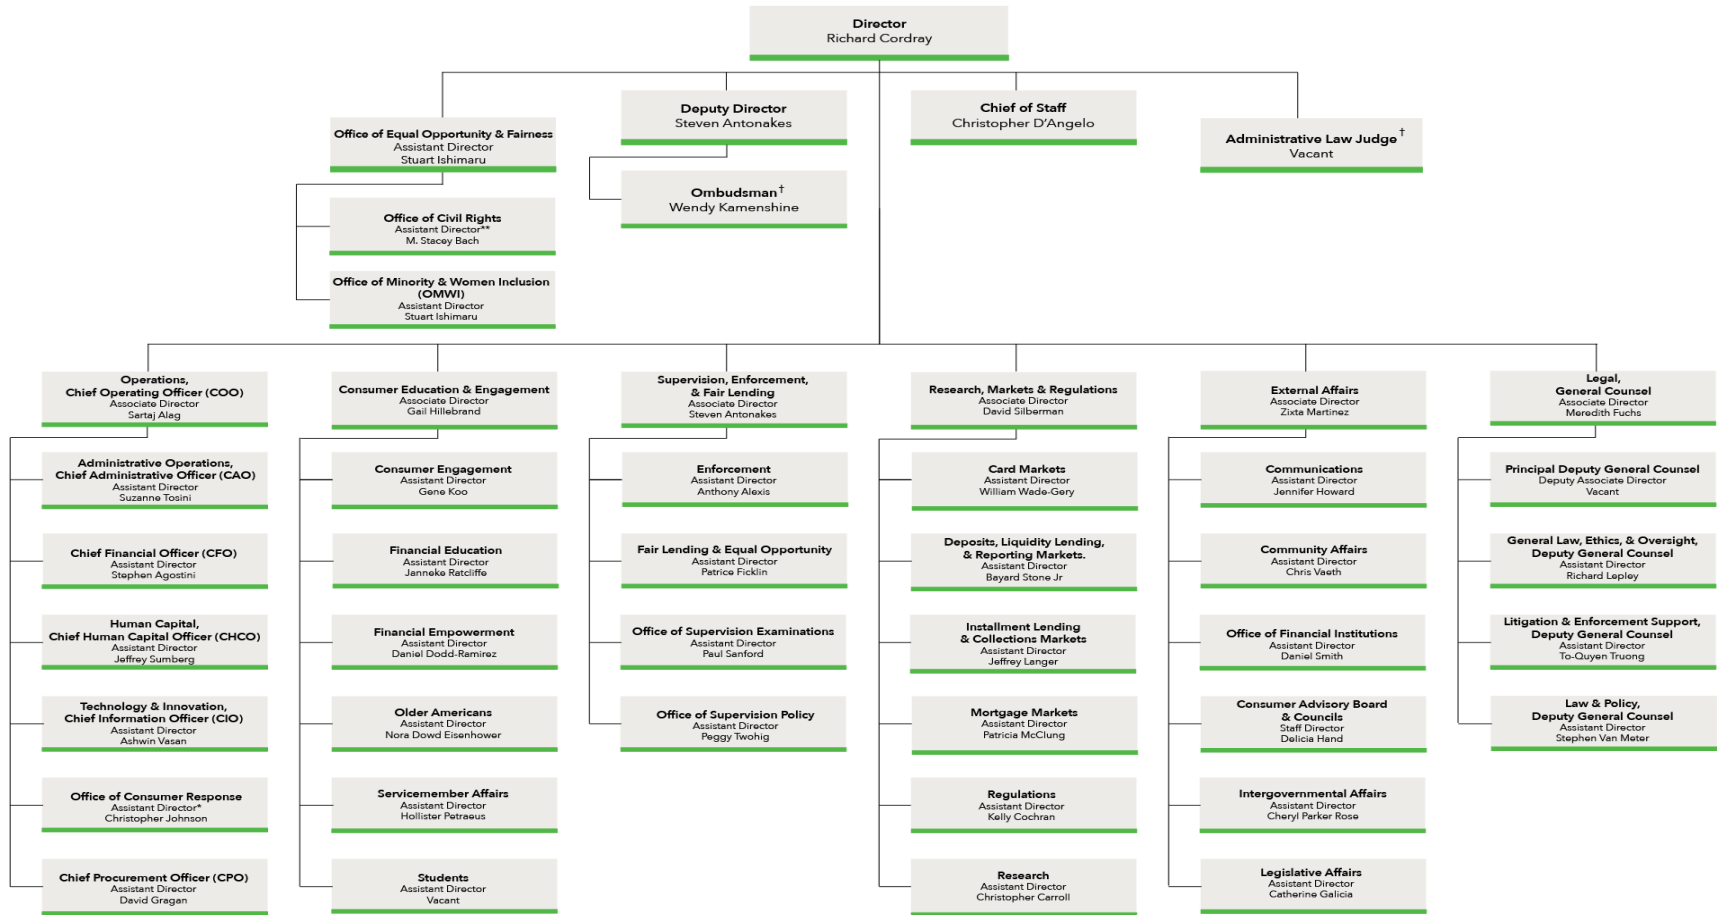 Director
Richard Cordray
Office of Equal Opportunity & Fairness
Assistant Director
Stuart Ishimaru
Deputy Director
Steven Antonakes
Chief of Staff
Christopher D’Angelo
Administrative Law Judge†
Vacant
Ombudsman†
Wendy Kamenshine
Office of Civil Rights
Assistant Director**
M. Stacey Bach
Office of Minority & Women Inclusion
(OMWI)
Assistant Director
Stuart Ishimaru
Operations,
Chief Operating Officer (COO)
Associate Director
Sartaj Alag
Administrative Operations,
Chief Administrative Officer (CAO)
Assistant Director
Suzanne Tosini
Chief Financial Officer (CFO)
Assistant Director
Stephen Agostini
Human Capital,
Chief Human Capital Officer (CHCO)
Assistant Director
Jeffrey Sumberg
Technology & Innovation,
Chief Information Officer (CIO)
Assistant Director
Ashwin Vasan
Office of Consumer Response
Assistant Director*
Christopher Johnson
Chief Procurement Officer (CPO)
Assistant Director
David Gragan
Consumer Education & Engagement
Associate Director
Gail Hillebrand
Consumer Engagement
Assistant Director
Gene Koo
Financial Education
Assistant Director
Janneke Ratcliffe
Financial Empowerment
Assistant Director
Daniel Dodd-Ramirez
Older Americans
Assistant Director
Nora Dowd Eisenhower
Servicemember Affairs
Assistant Director
Hollister Petraeus
Students
Assistant Director
Vacant
Supervision, Enforcement,
& Fair Lending
Associate Director
Steven Antonakes
Enforcement
Assistant Director
Anthony Alexis
Fair Lending & Equal Opportunity
Assistant Director
Patrice Ficklin
Office of Supervision Examinations
Assistant Director
Paul Sanford
Office of Supervision Policy
Assistant Director
Peggy Twohig
Research, Markets & Regulations
Associate Director
David Silberman
Card Markets
Assistant Director
William Wade-Gery
Deposits, Liquidity Lending,
& Reporting Markets.
Assistant Director
Bayard Stone Jr
Installment Lending
& Collections Markets
Assistant Director
Jeffrey Langer
Mortgage Markets
Assistant Director
Patricia McClung
Regulations
Assistant Director
Kelly Cochran
Research
Assistant Director
Christopher Carroll
External Affairs
Associate Director
Zixta Martinez
Communications
Assistant Director
Jennifer Howard
Community Affairs
Assistant Director
Chris Vaeth
Office of Financial Institutions
Assistant Director
Daniel Smith
Consumer Advisory Board
& Councils
Staff Director
Delicia Hand
Intergovernmental Affairs
Assistant Director
Cheryl Parker Rose
Legislative Affairs
Assistant Director
Catherine Galicia
Legal,
General Counsel
Associate Director
Meredith Fuchs
Principal Deputy General Counsel
Deputy Associate Director
Vacant
General Law, Ethics, & Oversight,
Deputy General Counsel
Assistant Director
Richard Lepley
Litigation & Enforcement Support,
Deputy General Counsel
Assistant Director
To-Quyen Truong
Law & Policy,
Deputy General Counsel
Assistant Director
Stephen Van Meter